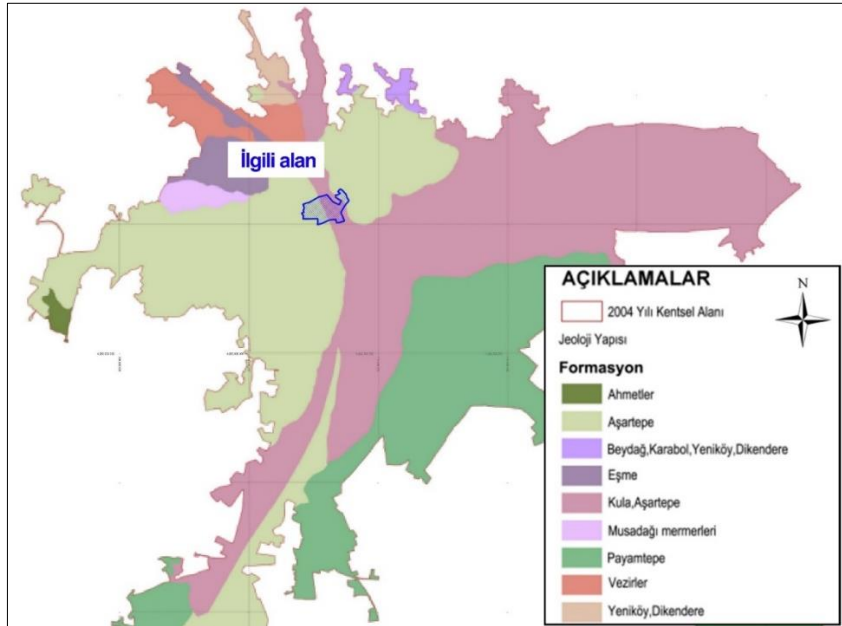 İlgili alan
AÇIKLAMALAR
N
2004 Yılı Kentsel Alanı
Jeoloji Yapısı
Formasyon
Ahmetler
Aşartepe
Beydağ,Karabol,Yeniköy,Dikendere
Eşme
Kula,Aşartepe
Musadağı mermerleri
Payamtepe
Vezirler
Yeniköy,Dikendere